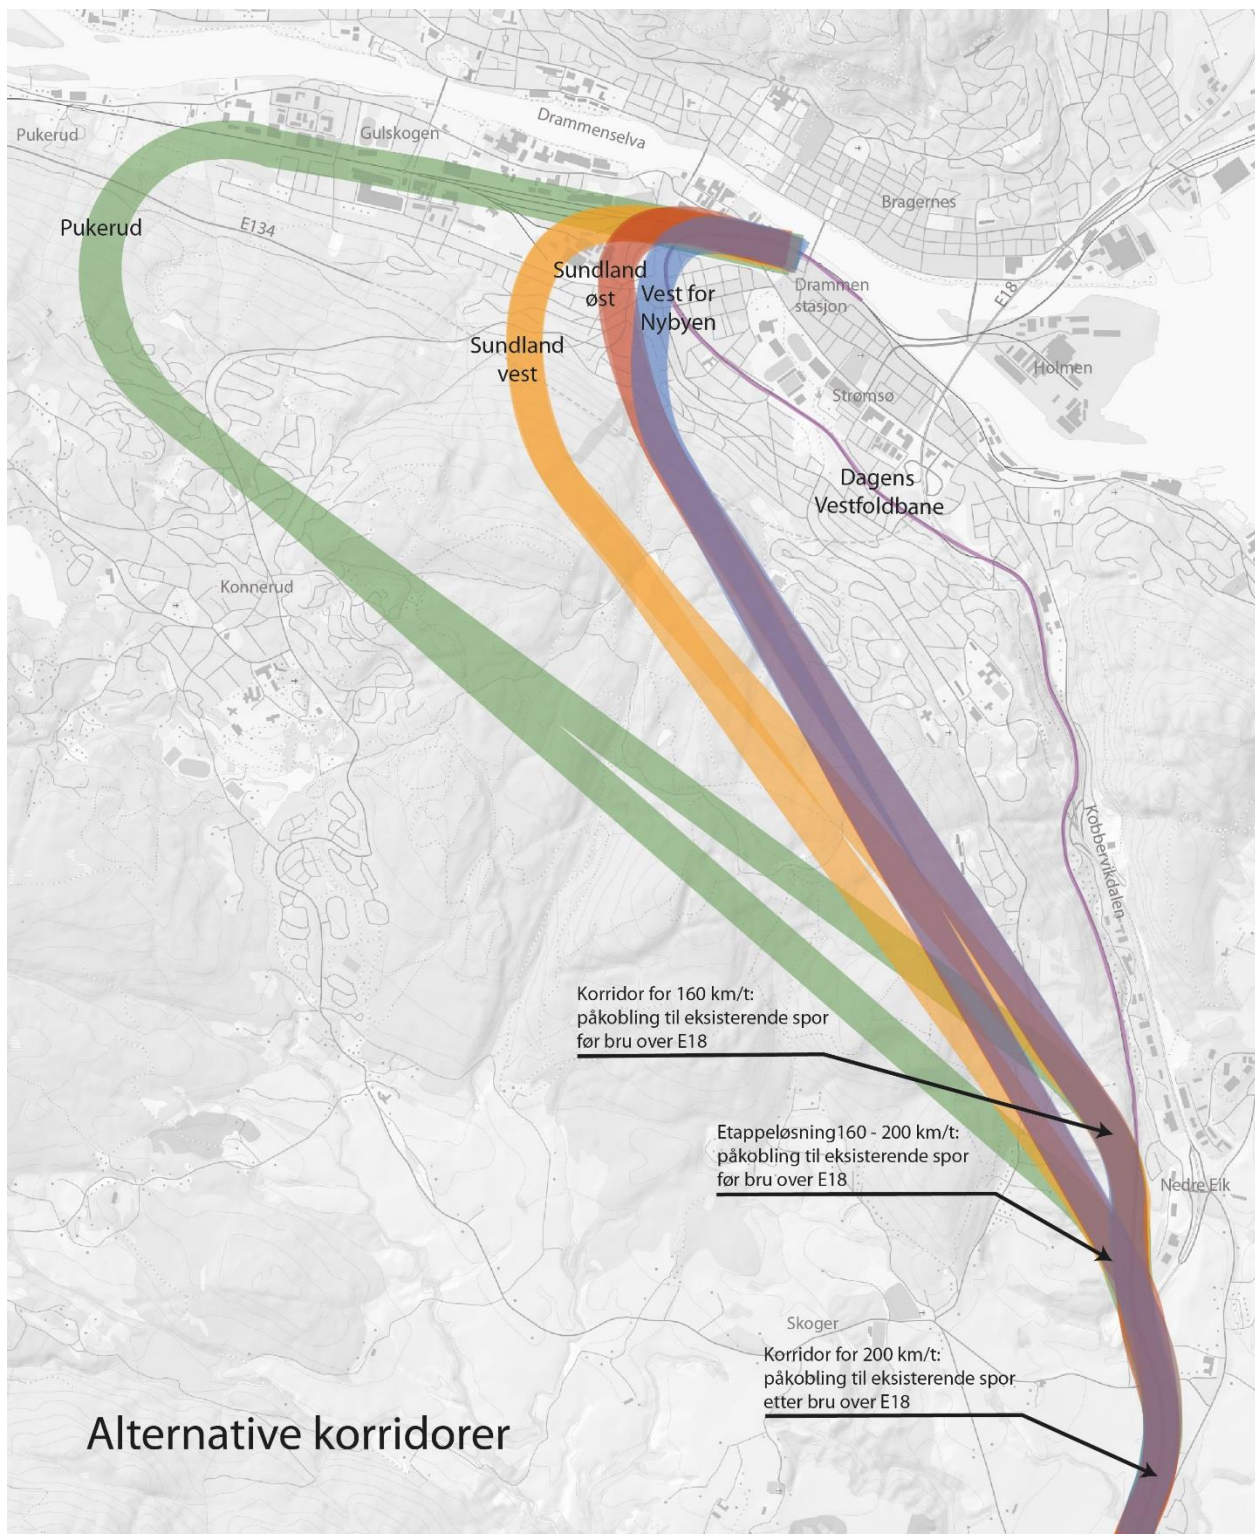 Pukerud
Gulskogen
Drammenselva
Bragernes
Pukerud
E134
Sundland
øst
Vest for
Nybyen
Drammen
stasjon
E18
Sundland
vest
Holmen
Strømsø
Dagens
Vestfoldbane
Konnerud
Kobbervikdalen
Korridor for 160 km/t:
påkobling til eksisterende spor
før bru over E18
Etappeløsning160 - 200 km/t:
påkobling til eksisterende spor
før bru over E18
Nedre Eik
Skoger
Korridor for 200 km/t:
påkobling til eksisterende spor
etter bru over E18
Alternative korridorer